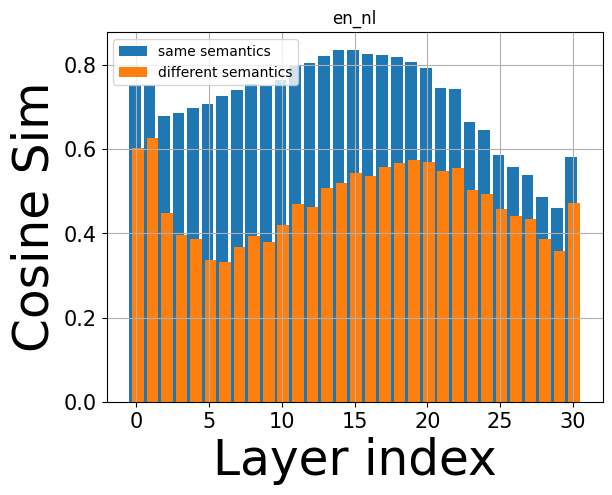 en_nl
same semantics
different semantics
Cosine Sim
0.8
0.6
0.4
0.2
0.0
0 5 10 15 20 25 30
Layer index